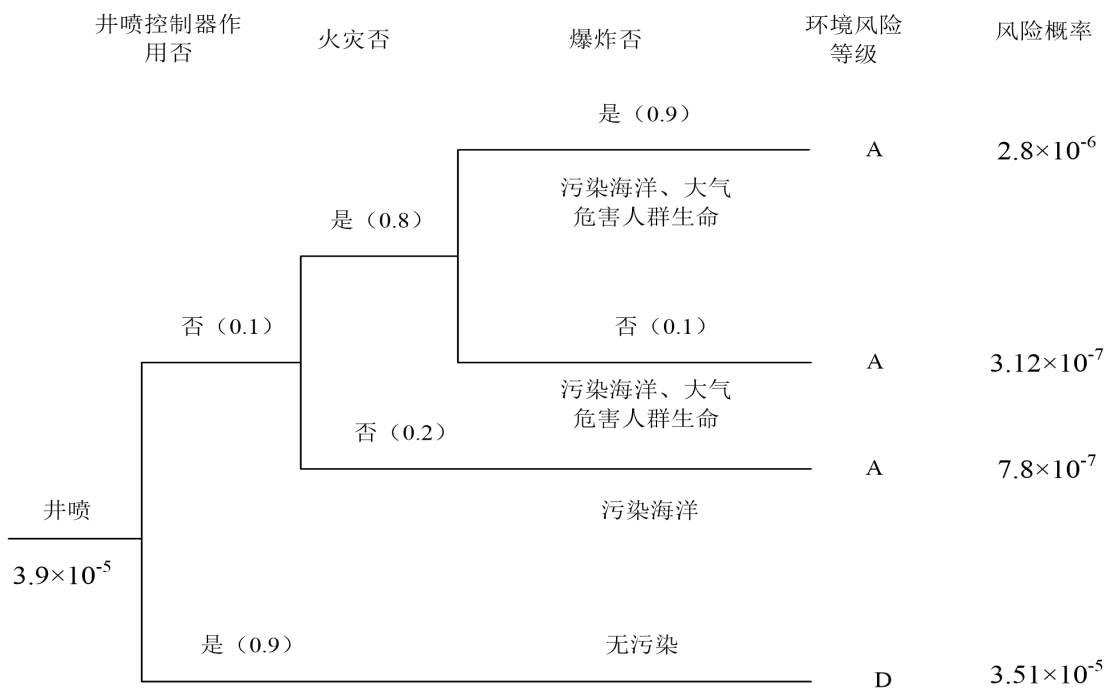 井喷控制器作
用否
火灾否
爆炸否
环境风险
等级
风险概率
是（0.9）
A
2.8×10⁻⁶
污染海洋、大气
危害人群生命
是（0.8）
否（0.1）
否（0.1）
A
3.12×10⁻⁷
污染海洋、大气
危害人群生命
否（0.2）
A
7.8×10⁻⁷
井喷
污染海洋
3.9×10⁻⁵
是（0.9）
无污染
D
3.51×10⁻⁵